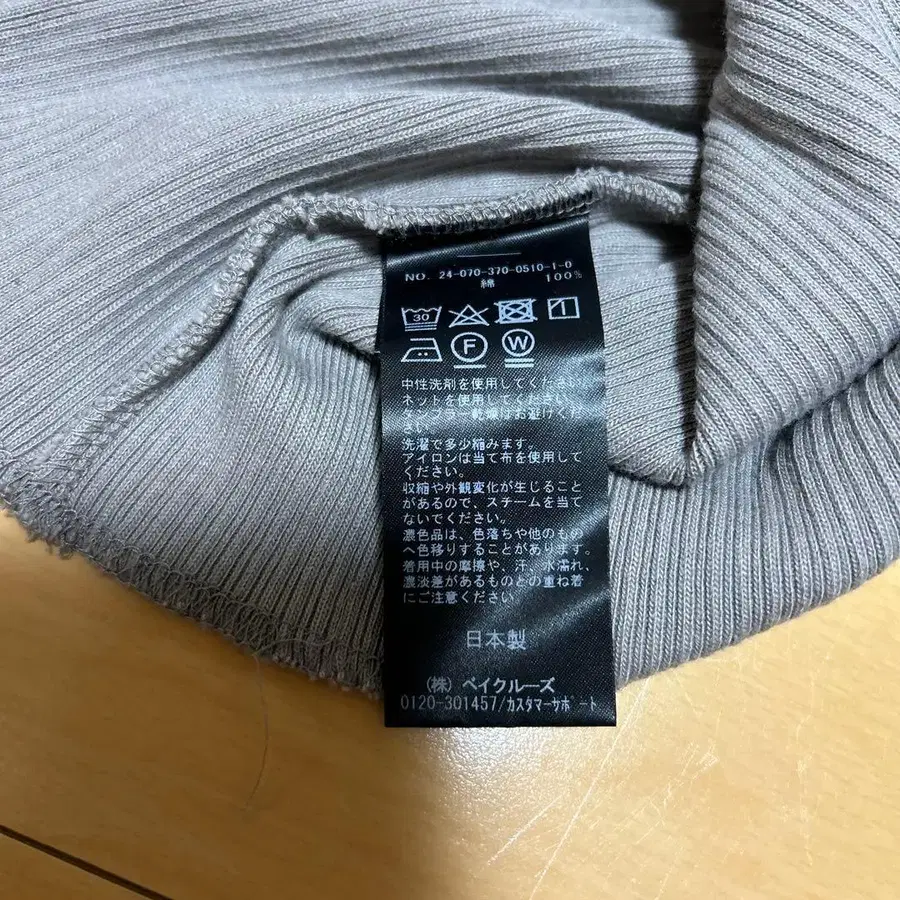 NO. 24-070-370-0510-1-0
綿 100%
30
F W
中性洗剤を使用してください。
ネットを使用してください。
タンブラー乾燥はお避けくだ
さい。
洗濯で多少縮みます。
アイロンは当て布を使用して
ください。
収縮や外観変化が生じること
があるので、スチームを当て
ないでください。
濃色品は、色落ちや他のもの
へ色移りすることがあります。
着用中の摩擦や、汗、水濡れ、
濃淡差があるものとの重ね着
にご注意ください
日本製
(株) ベイクルーズ
0120-301457/カスタマーサポート